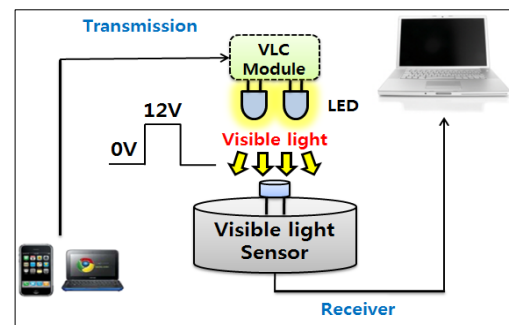 Transmission
VLC
Module
LED
12V
0V
Visible light
Visible light
Sensor
Receiver